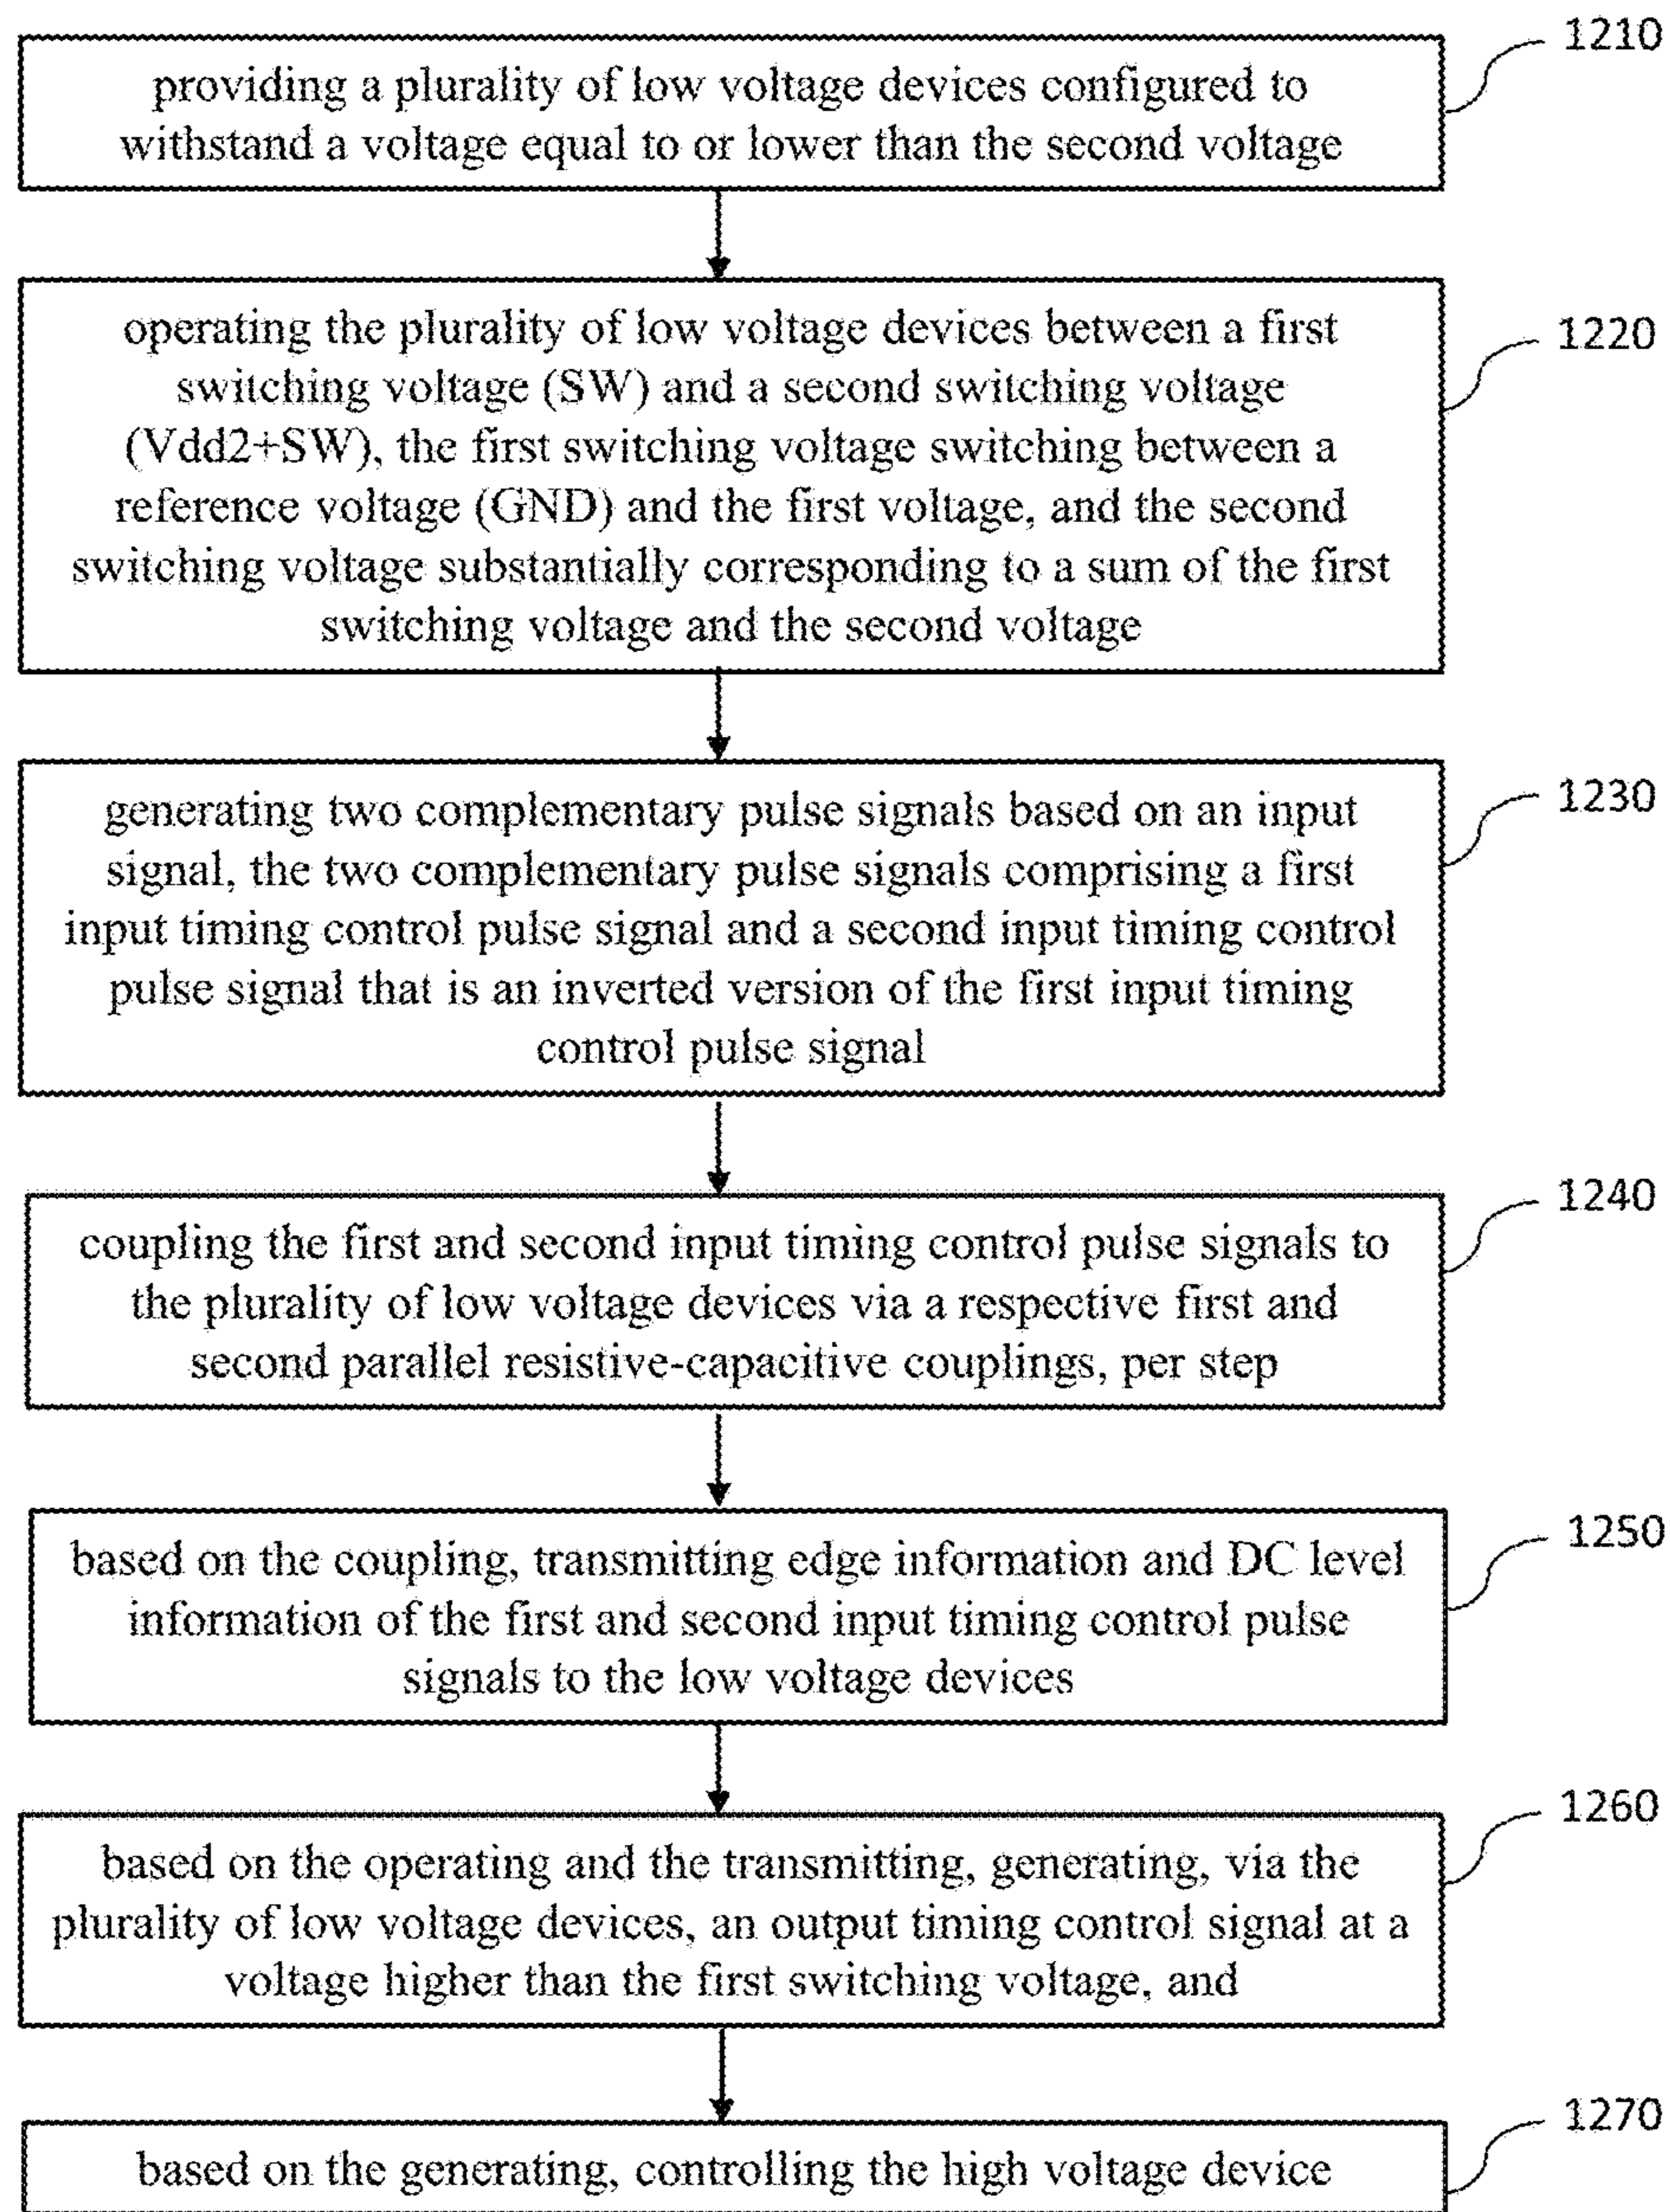 1210
providing a plurality of low voltage devices configured to
withstand a voltage equal to or lower than the second voltage
1220
operating the plurality of low voltage devices between a first
switching voltage (SW) and a second switching voltage
(Vdd2+SW), the first switching voltage switching between a
reference voltage (GND) and the first voltage, and the second
switching voltage substantially corresponding to a sum of the first
switching voltage and the second voltage
1230
generating two complementary pulse signals based on an input
signal, the two complementary pulse signals comprising a first
input timing control pulse signal and a second input timing control
pulse signal that is an inverted version of the first input timing
control pulse signal
1240
coupling the first and second input timing control pulse signals to
the plurality of low voltage devices via a respective first and
second parallel resistive-capacitive couplings, per step
1250
based on the coupling, transmitting edge information and DC level
information of the first and second input timing control pulse
signals to the low voltage devices
1260
based on the operating and the transmitting, generating, via the
plurality of low voltage devices, an output timing control signal at a
voltage higher than the first switching voltage, and
1270
based on the generating, controlling the high voltage device